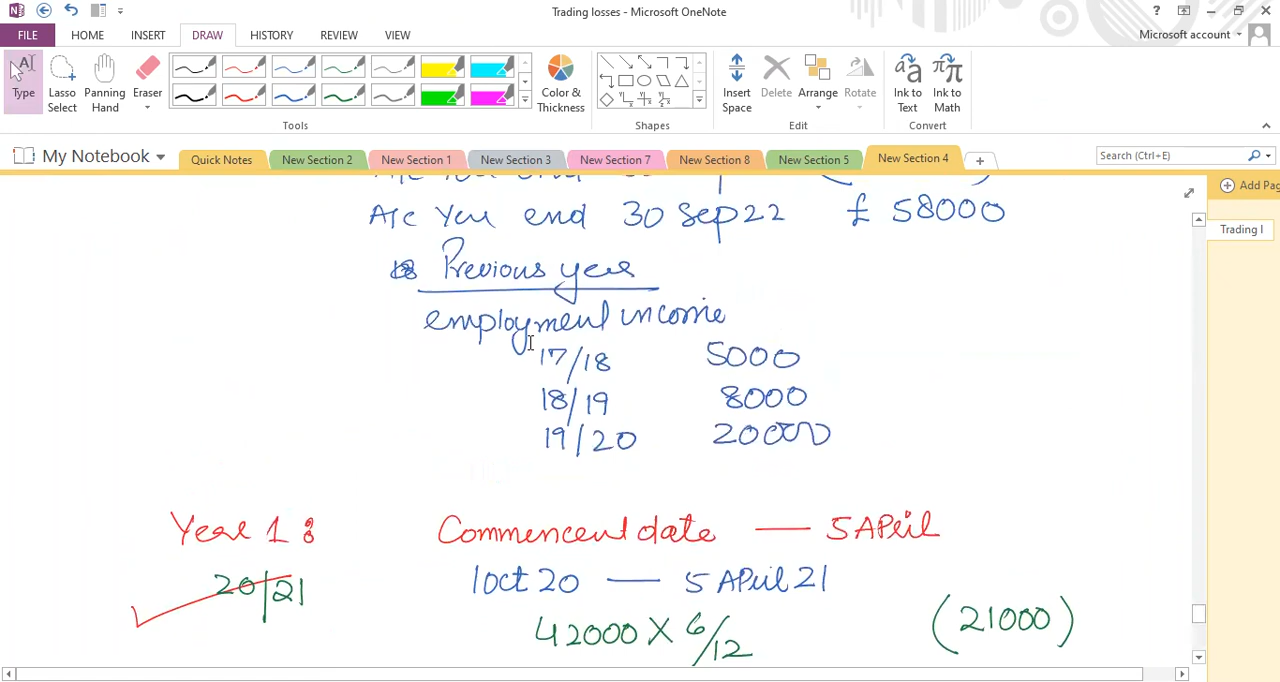 Trading losses - Microsoft OneNote
?
FILE
HOME
INSERT
DRAW
HISTORY
REVIEW
VIEW
Microsoft account
Type
Lasso
Select
Panning
Hand
Eraser
Color &
Thickness
Insert
Space
Delete
Arrange
Rotate
Ink to
Text
Ink to
Math
Tools
Shapes
Edit
Convert
My Notebook
Quick Notes
New Section 2
New Section 1
New Section 3
New Section 7
New Section 8
New Section 5
New Section 4
Search (Ctrl+E)
Add Pag
Trading l
A/c Year end 30 Sep 22 £ 58000
Previous year
employment income
17/18 5000
18/19 8000
19/20 20000
Year 1 : Commencent date — 5 April
20/21 1 Oct 20 — 5 April 21
42000 X 6/12 (21000)